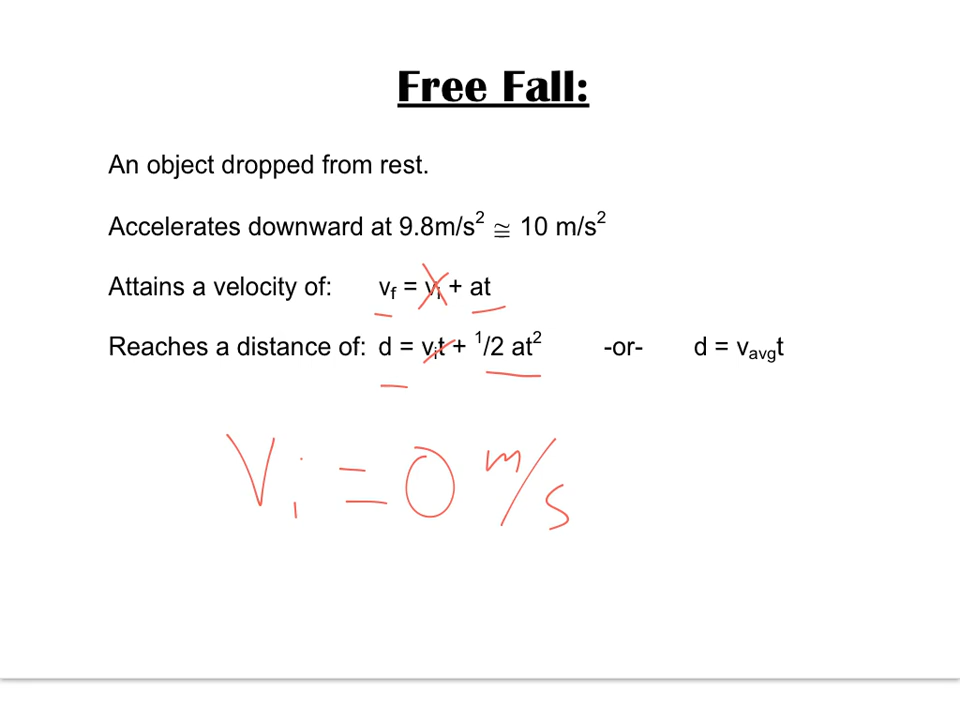 Free Fall:
An object dropped from rest.
Accelerates downward at 9.8m/s² ≅ 10 m/s²
Attains a velocity of: vf = vi + at
Reaches a distance of: d = vit + ¹/2 at² -or- d = vavgt
Vi = 0 m/s